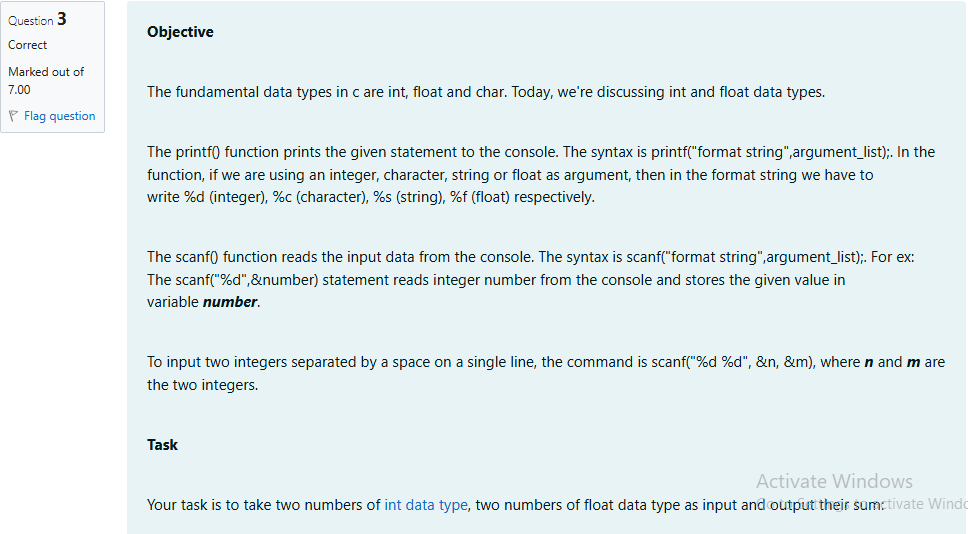 Question 3
Correct
Marked out of
7.00
Flag question
Objective
The fundamental data types in c are int, float and char. Today, we're discussing int and float data types.
The printf() function prints the given statement to the console. The syntax is printf("format string",argument_list);. In the
function, if we are using an integer, character, string or float as argument, then in the format string we have to
write %d (integer), %c (character), %s (string), %f (float) respectively.
The scanf() function reads the input data from the console. The syntax is scanf("format string",argument_list);. For ex:
The scanf("%d",&number) statement reads integer number from the console and stores the given value in
variable number.
To input two integers separated by a space on a single line, the command is scanf("%d %d", &n, &m), where n and m are
the two integers.
Task
Activate Windows
Your task is to take two numbers of int data type, two numbers of float data type as input and output their sum:
Go to Settings to activate